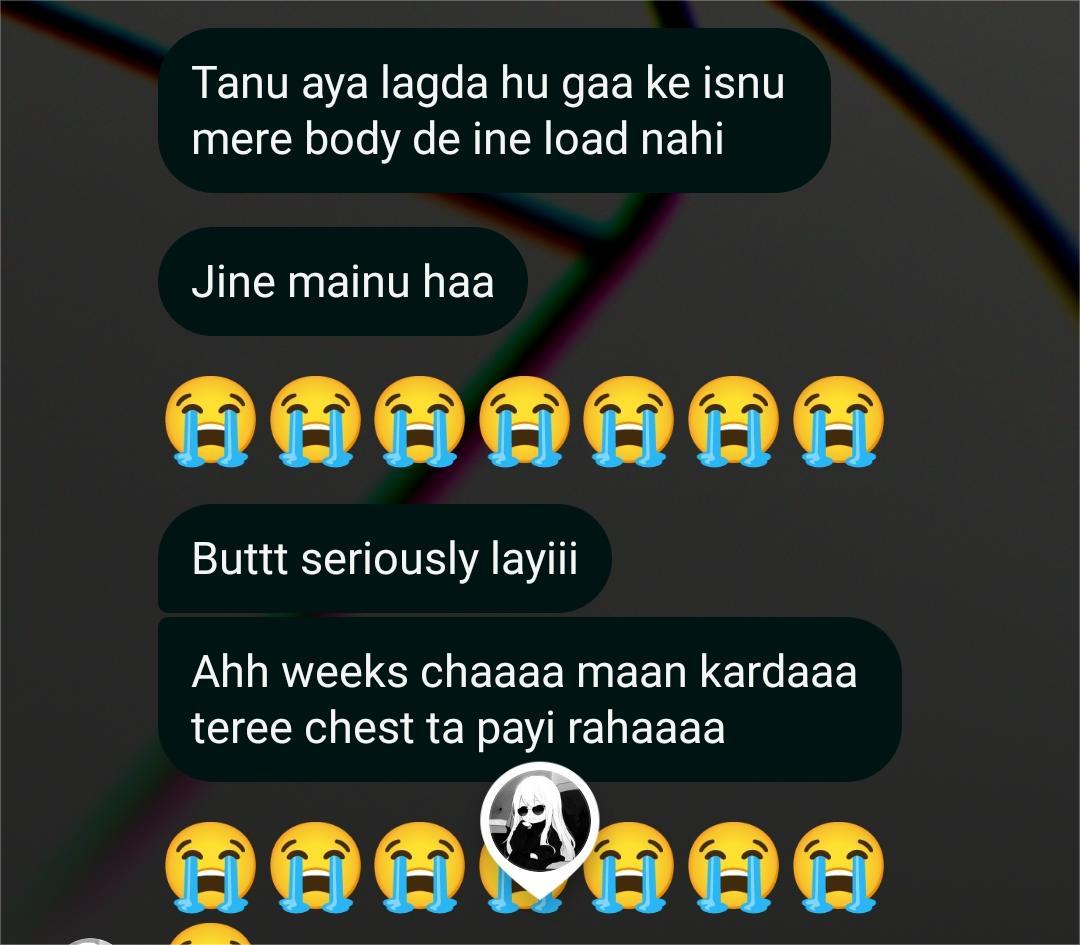 Tanu aya lagda hu gaa ke isnu
mere body de ine load nahi
Jine mainu haa
😭😭😭😭😭😭😭
Buttt seriously layiii
Ahh weeks chaaaa maan kardaaa
teree chest ta payi rahaaaa
😭😭😭😭😭😭😭
😭